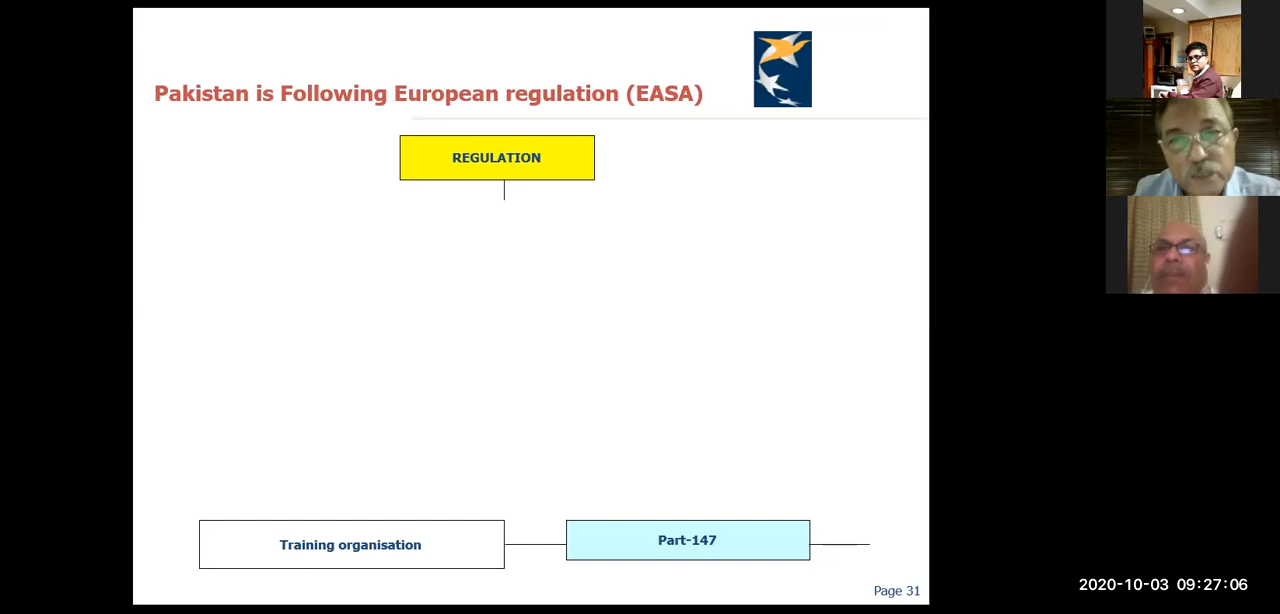 Pakistan is Following European regulation (EASA)
REGULATION
Training organisation
Part-147
Page 31
2020-10-03 09:27:06